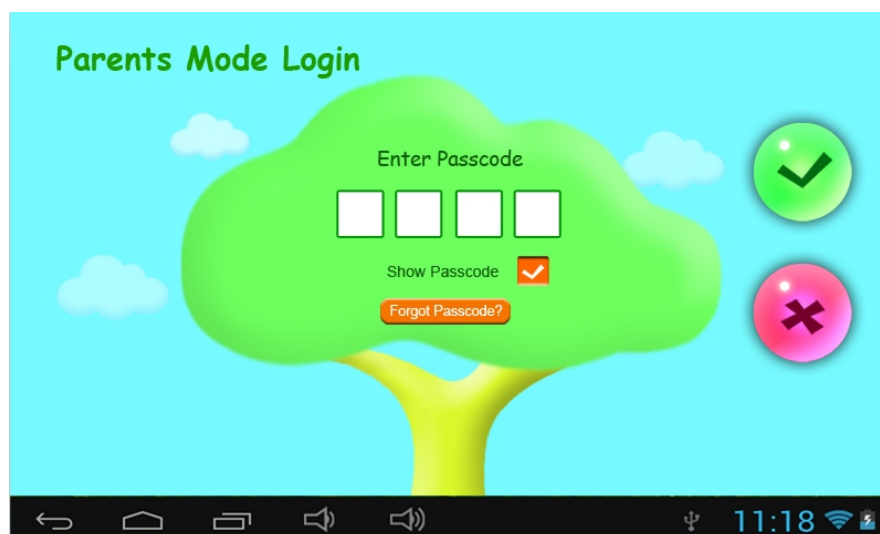 Parents Mode Login
Enter Passcode
Show Passcode
Forgot Passcode?
11:18